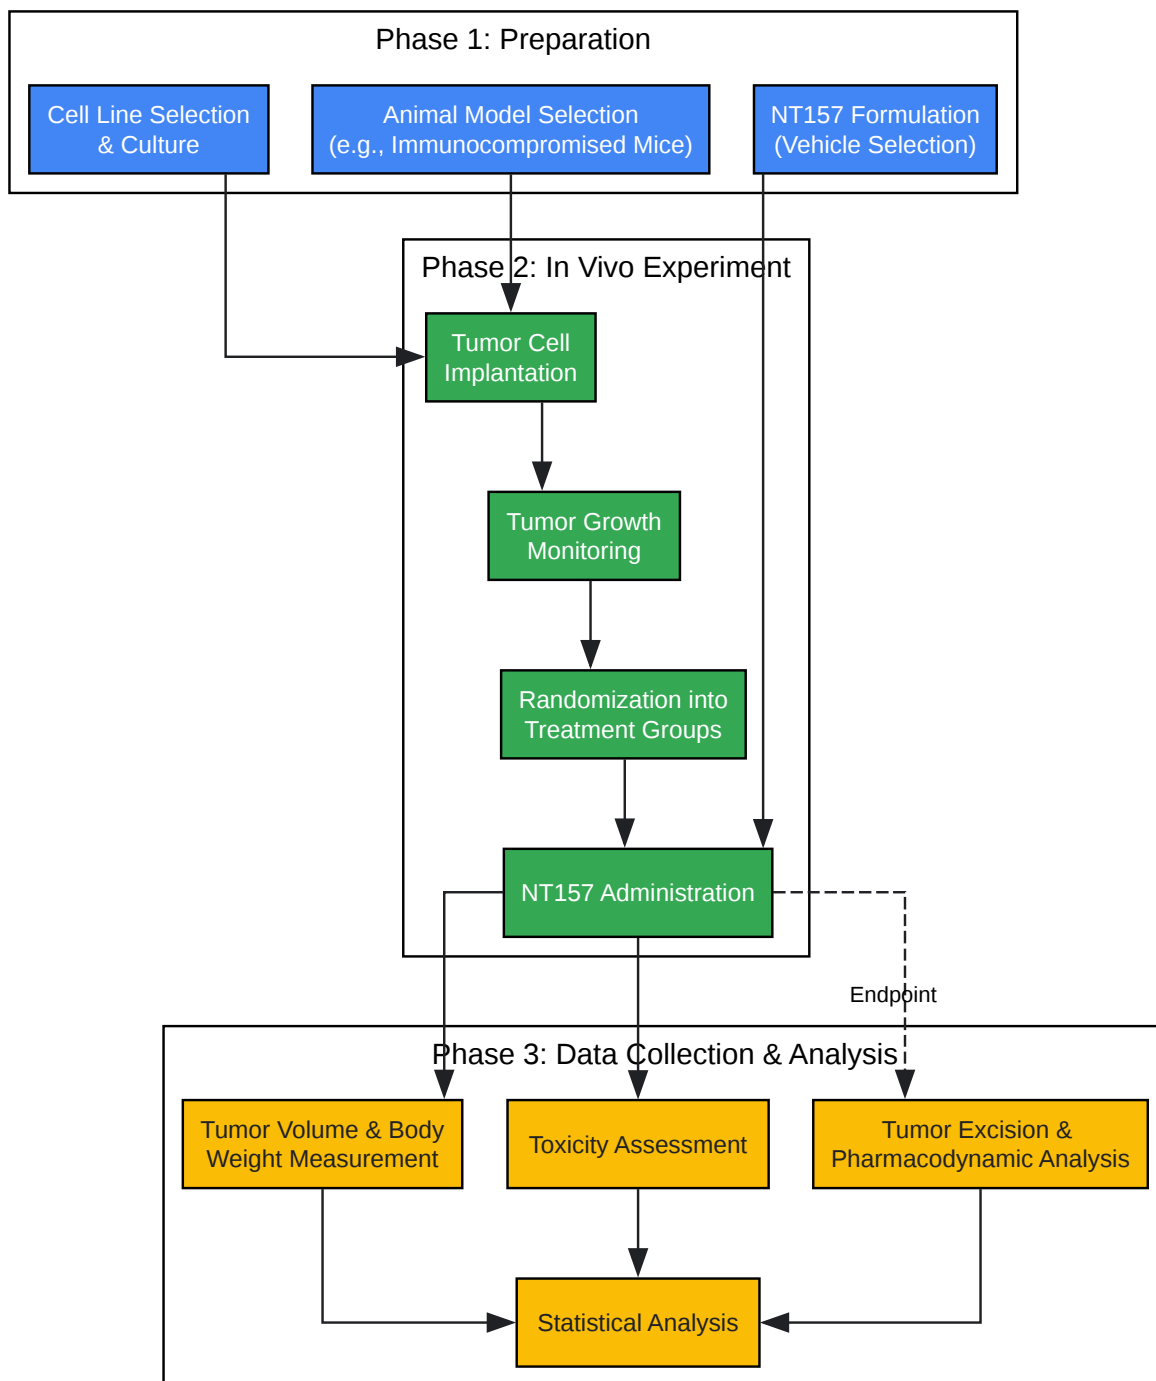 Phase 1: Preparation
Cell Line Selection
& Culture
Animal Model Selection
(e.g., Immunocompromised Mice)
NT157 Formulation
(Vehicle Selection)
Phase 2: In Vivo Experiment
Tumor Cell
Implantation
Tumor Growth
Monitoring
Randomization into
Treatment Groups
NT157 Administration
Endpoint
Phase 3: Data Collection & Analysis
Tumor Volume & Body
Weight Measurement
Toxicity Assessment
Tumor Excision &
Pharmacodynamic Analysis
Statistical Analysis